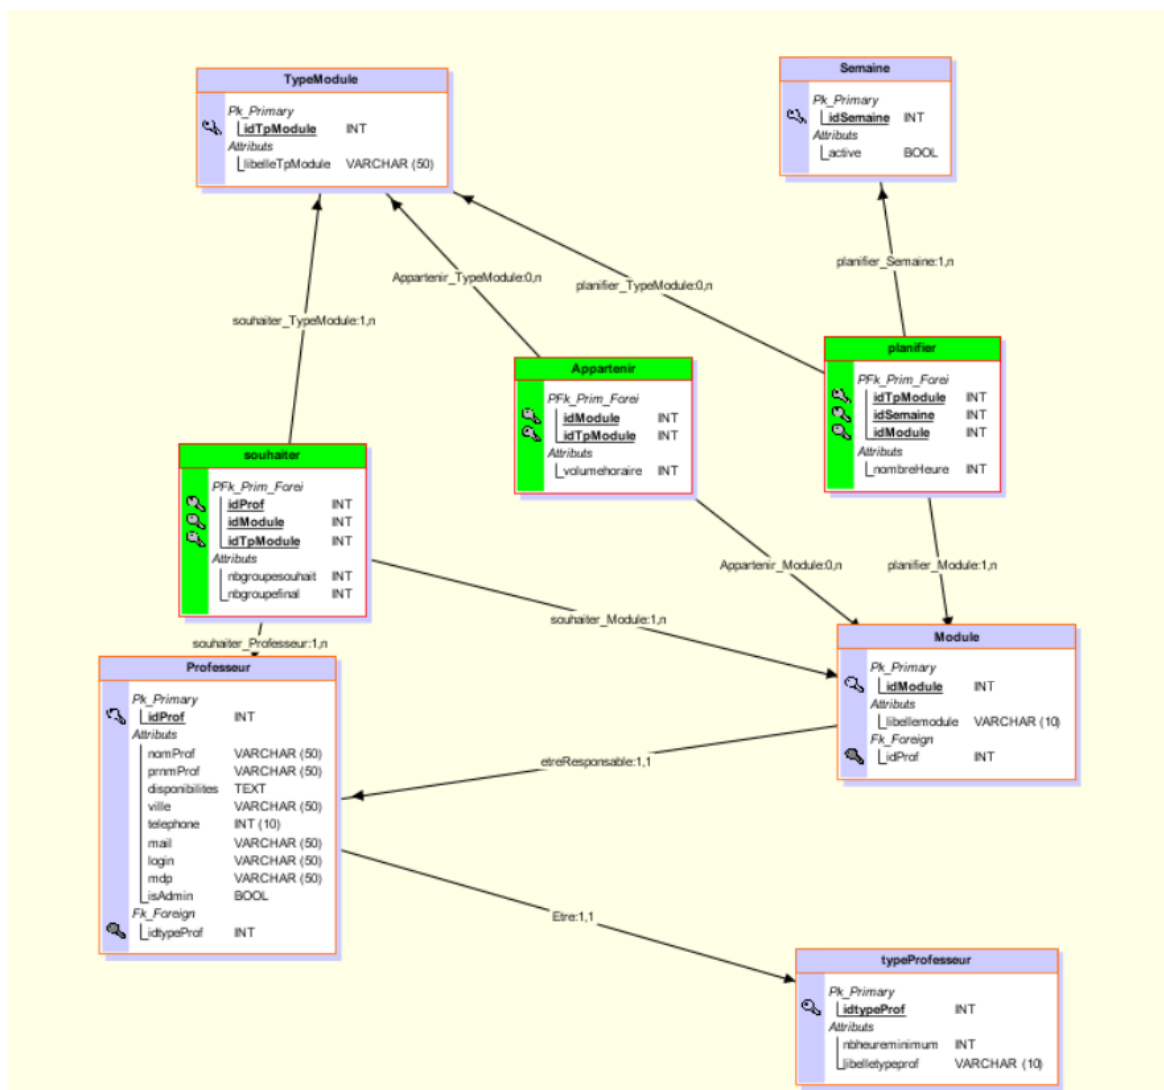 TypeModule
Pk_Primary
idTpModule INT
Attributs
libelleTpModule VARCHAR (50)
Semaine
Pk_Primary
idSemaine INT
Attributs
active BOOL
planifier_Semaine:1,n
Appartenir_TypeModule:0,n
planifier_TypeModule:0,n
souhaiter_TypeModule:1,n
planifier
PFk_Prim_Forei
idTpModule INT
idSemaine INT
idModule INT
Attributs
nombreHeure INT
Appartenir
PFk_Prim_Forei
idModule INT
idTpModule INT
Attributs
volumehoraire INT
souhaiter
PFk_Prim_Forei
idProf INT
idModule INT
idTpModule INT
Attributs
nbgroupesouhait INT
nbgroupefinal INT
Appartenir_Module:0,n
planifier_Module:1,n
souhaiter_Module:1,n
souhaiter_Professeur:1,n
Module
Pk_Primary
idModule INT
Attributs
libellemodule VARCHAR (10)
Fk_Foreign
idProf INT
Professeur
Pk_Primary
idProf INT
Attributs
nomProf VARCHAR (50)
prnmProf VARCHAR (50)
disponibilites TEXT
ville VARCHAR (50)
telephone INT (10)
mail VARCHAR (50)
login VARCHAR (50)
mdp VARCHAR (50)
isAdmin BOOL
Fk_Foreign
idtypeProf INT
etreResponsable:1,1
Etre:1,1
typeProfesseur
Pk_Primary
idtypeProf INT
Attributs
nbheureminimum INT
libelletypeprof VARCHAR (10)